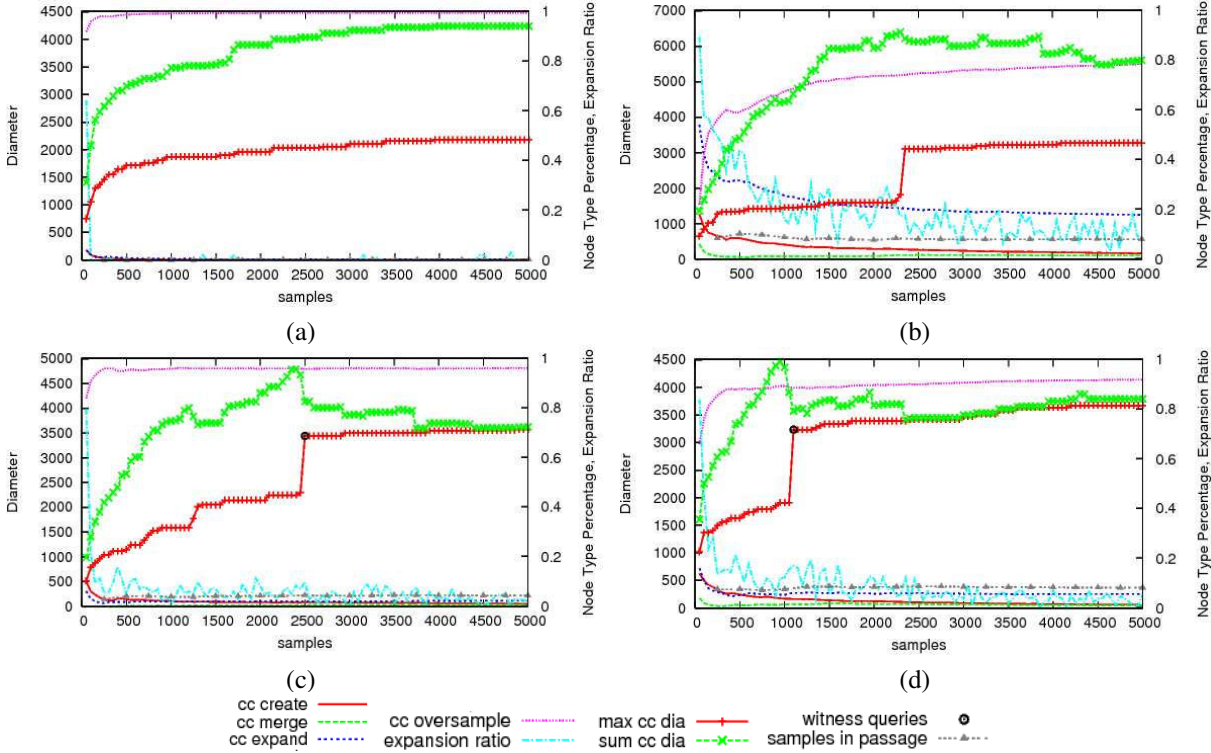 4500
4000
3500
3000
2500
2000
1500
1000
500
0
Diameter
0 500 1000 1500 2000 2500 3000 3500 4000 4500 5000
samples
1
0.8
0.6
0.4
0.2
0
Node Type Percentage, Expansion Ratio
(a)
7000
6000
5000
4000
3000
2000
1000
0
Diameter
0 500 1000 1500 2000 2500 3000 3500 4000 4500 5000
samples
1
0.8
0.6
0.4
0.2
0
Node Type Percentage, Expansion Ratio
(b)
5000
4500
4000
3500
3000
2500
2000
1500
1000
500
0
Diameter
0 500 1000 1500 2000 2500 3000 3500 4000 4500 5000
samples
1
0.8
0.6
0.4
0.2
0
Node Type Percentage, Expansion Ratio
(c)
4500
4000
3500
3000
2500
2000
1500
1000
500
0
Diameter
0 500 1000 1500 2000 2500 3000 3500 4000 4500 5000
samples
1
0.8
0.6
0.4
0.2
0
Node Type Percentage, Expansion Ratio
(d)
cc create
cc merge
cc expand
cc oversample
expansion ratio
max cc dia
sum cc dia
witness queries
samples in passage